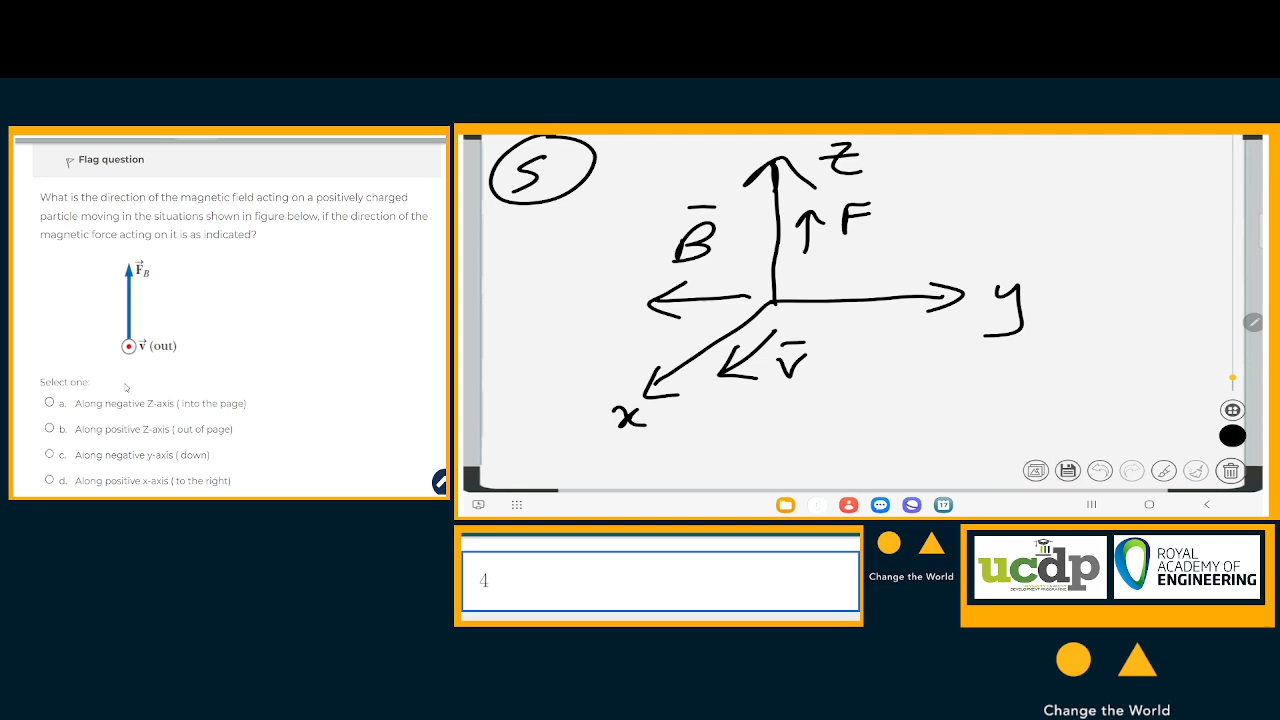 Flag question
What is the direction of the magnetic field acting on a positively charged
particle moving in the situations shown in figure below, if the direction of the
magnetic force acting on it is as indicated?
F⃗_B
v⃗ (out)
Select one:
a. Along negative Z-axis ( into the page)
b. Along positive Z-axis ( out of page)
c. Along negative y-axis ( down)
d. Along positive x-axis ( to the right)
5
z
B̄
F
y
v̄
x
17
4
Change the World
ucdp
ROYAL
ACADEMY OF
ENGINEERING
Change the World